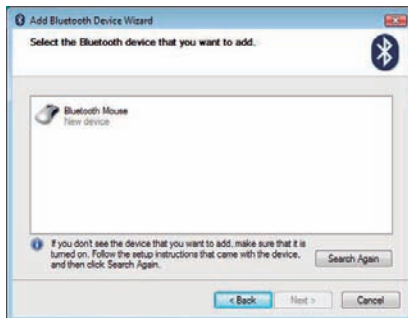 Add Bluetooth Device Wizard
Select the Bluetooth device that you want to add.
Bluetooth Mouse
New device
If you don't see the device that you want to add, make sure that it is
turned on. Follow the setup instructions that came with the device,
and then click Search Again.
Search Again
< Back
Next >
Cancel